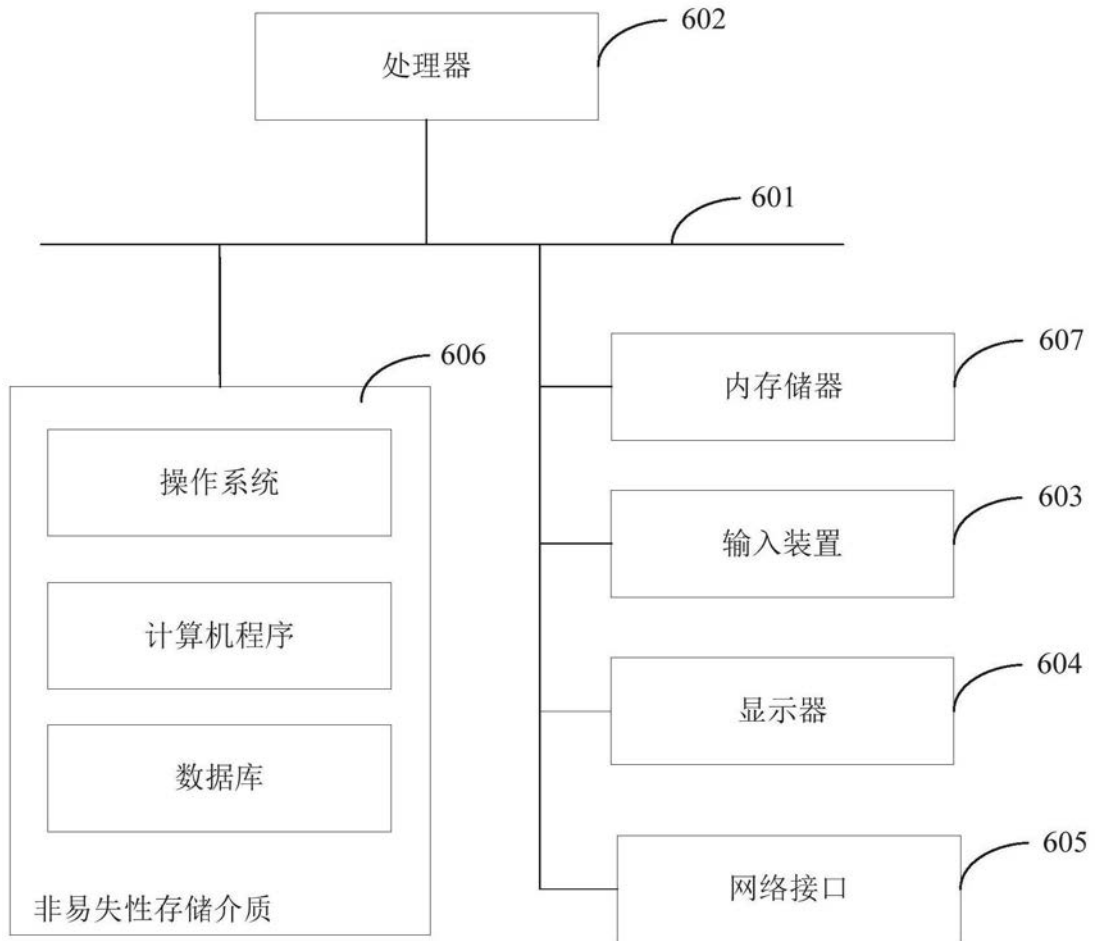 602
处理器
601
607
606
内存储器
操作系统
603
输入装置
计算机程序
604
显示器
数据库
605
网络接口
非易失性存储介质